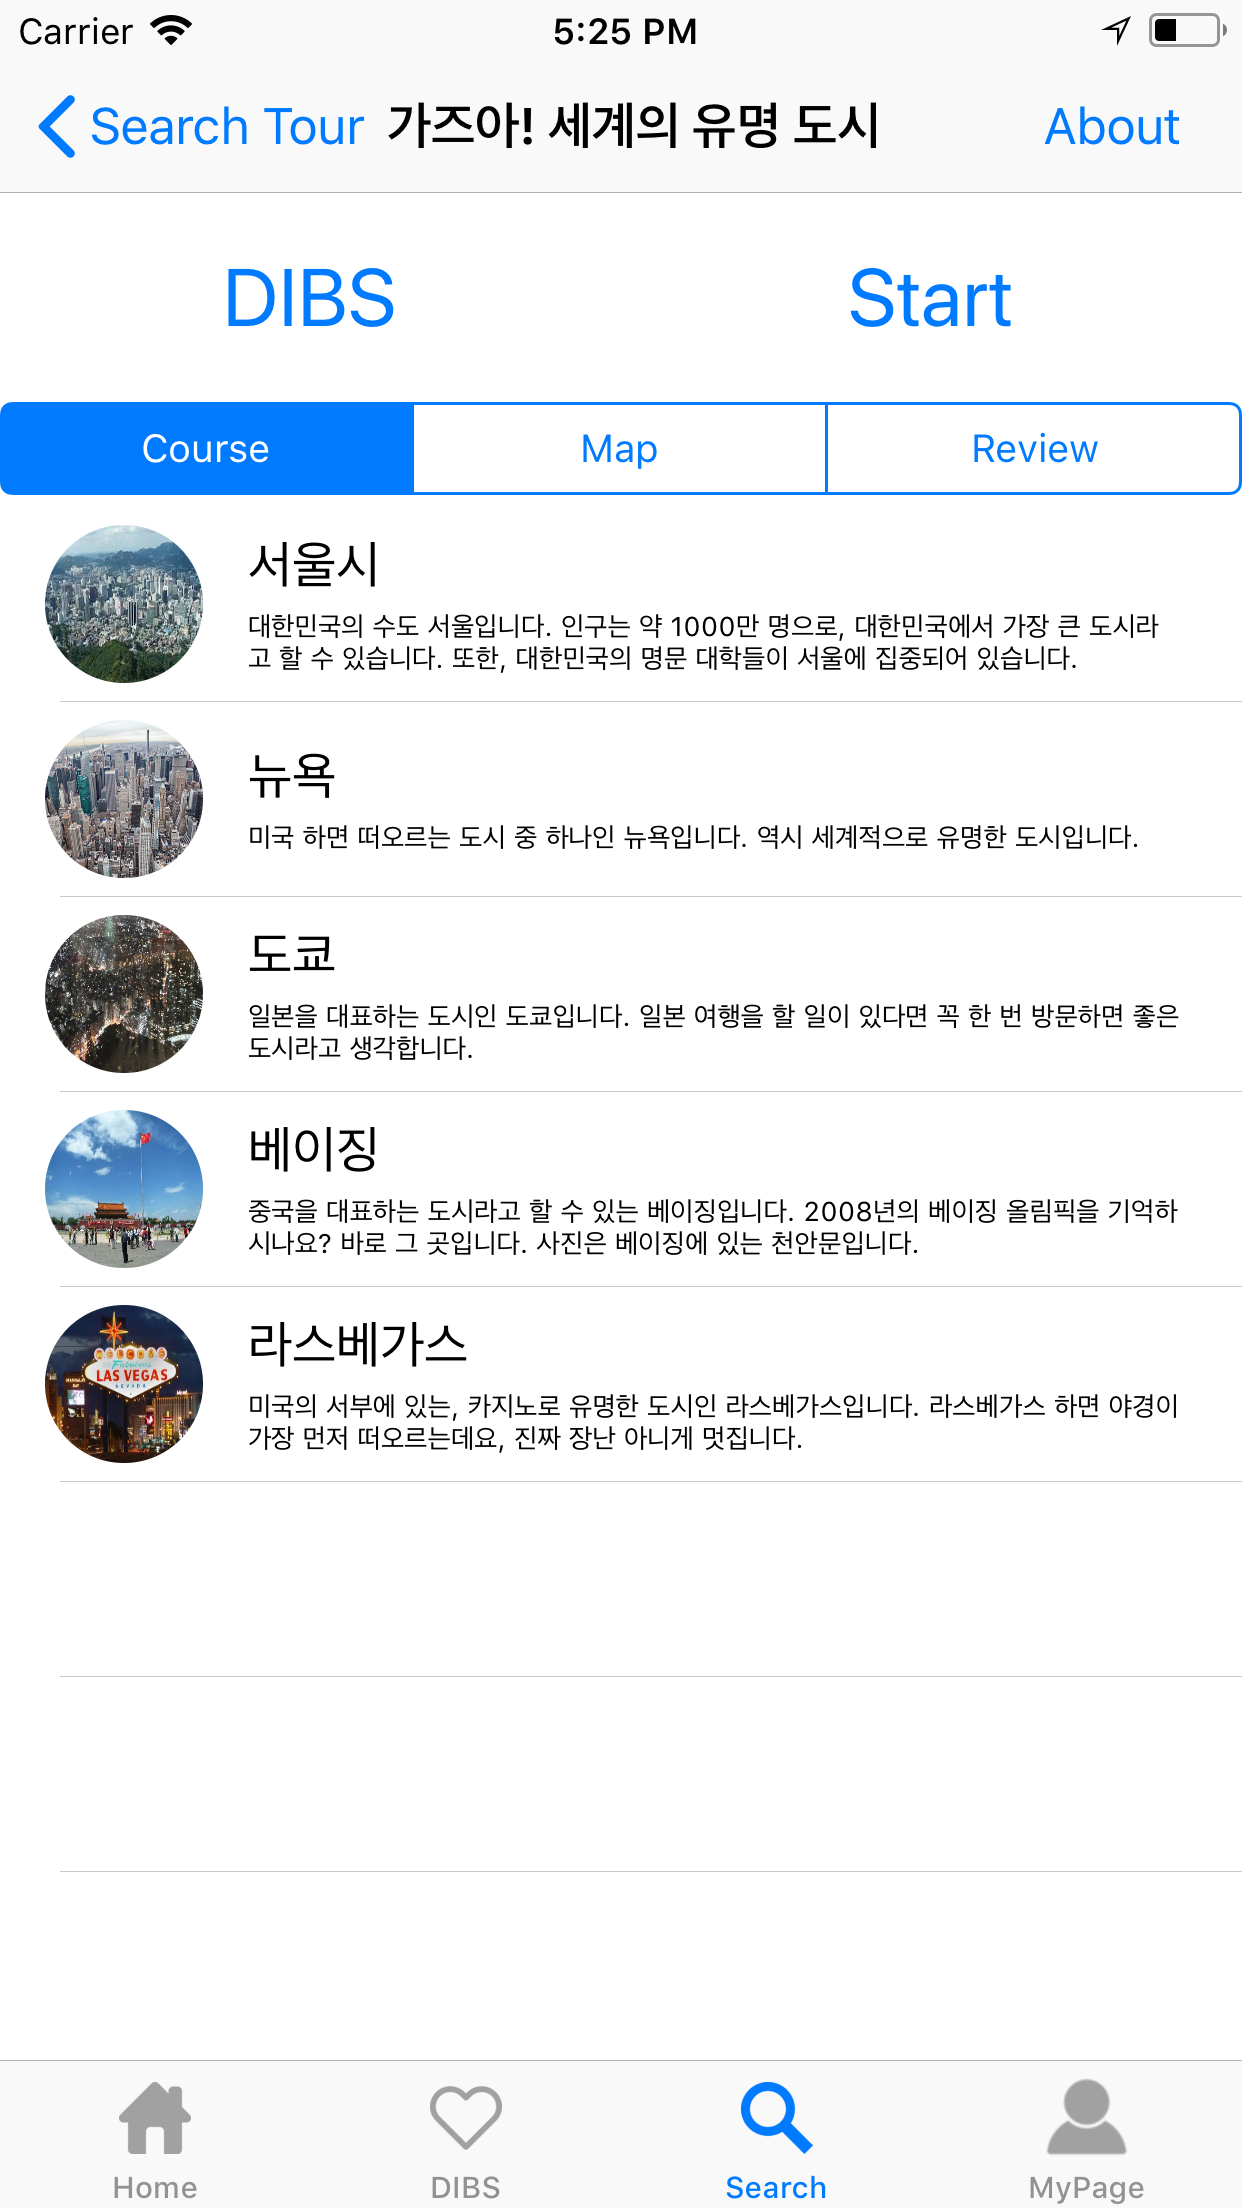 Carrier 5:25 PM
Search Tour 가즈아! 세계의 유명 도시 About
DIBS Start
Course Map Review
서울시
대한민국의 수도 서울입니다. 인구는 약 1000만 명으로, 대한민국에서 가장 큰 도시라
고 할 수 있습니다. 또한, 대한민국의 명문 대학들이 서울에 집중되어 있습니다.
뉴욕
미국 하면 떠오르는 도시 중 하나인 뉴욕입니다. 역시 세계적으로 유명한 도시입니다.
도쿄
일본을 대표하는 도시인 도쿄입니다. 일본 여행을 할 일이 있다면 꼭 한 번 방문하면 좋은
도시라고 생각합니다.
베이징
중국을 대표하는 도시라고 할 수 있는 베이징입니다. 2008년의 베이징 올림픽을 기억하
시나요? 바로 그 곳입니다. 사진은 베이징에 있는 천안문입니다.
라스베가스
WELCOME
Fabulous
LAS VEGAS
NEVADA
미국의 서부에 있는, 카지노로 유명한 도시인 라스베가스입니다. 라스베가스 하면 야경이
가장 먼저 떠오르는데요, 진짜 장난 아니게 멋집니다.
Home DIBS Search MyPage